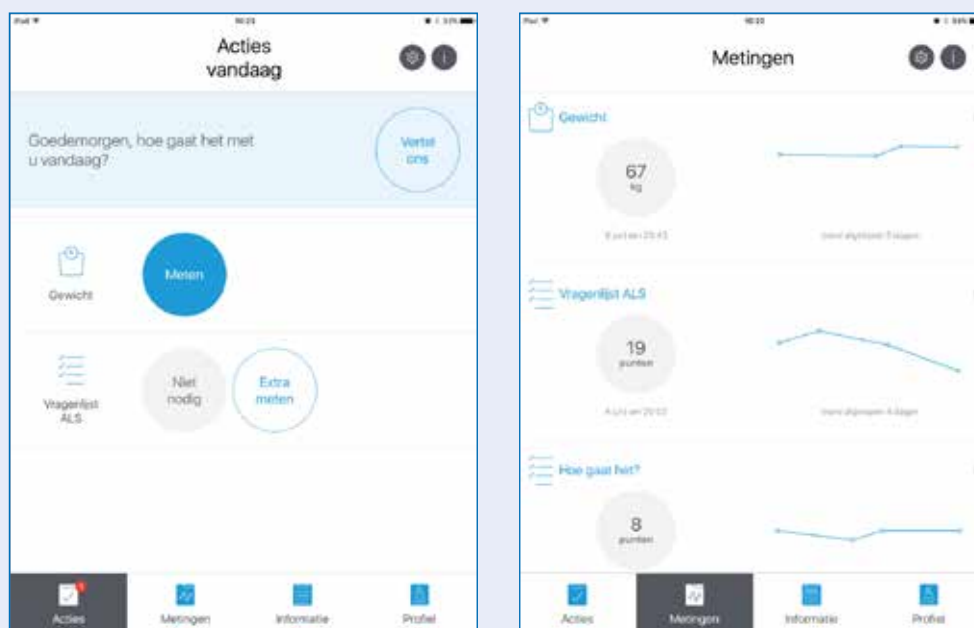 10:23
Acties
vandaag
Goedemorgen, hoe gaat het met
u vandaag?
Vertel
ons
Gewicht
Meten
Vragenlijst
ALS
Niet
nodig
Extra
meten
Acties
Metingen
Informatie
Profiel
Metingen
Gewicht
67
kg
Vragenlijst ALS
19
punten
Hoe gaat het?
8
punten
Acties
Metingen
Informatie
Profiel